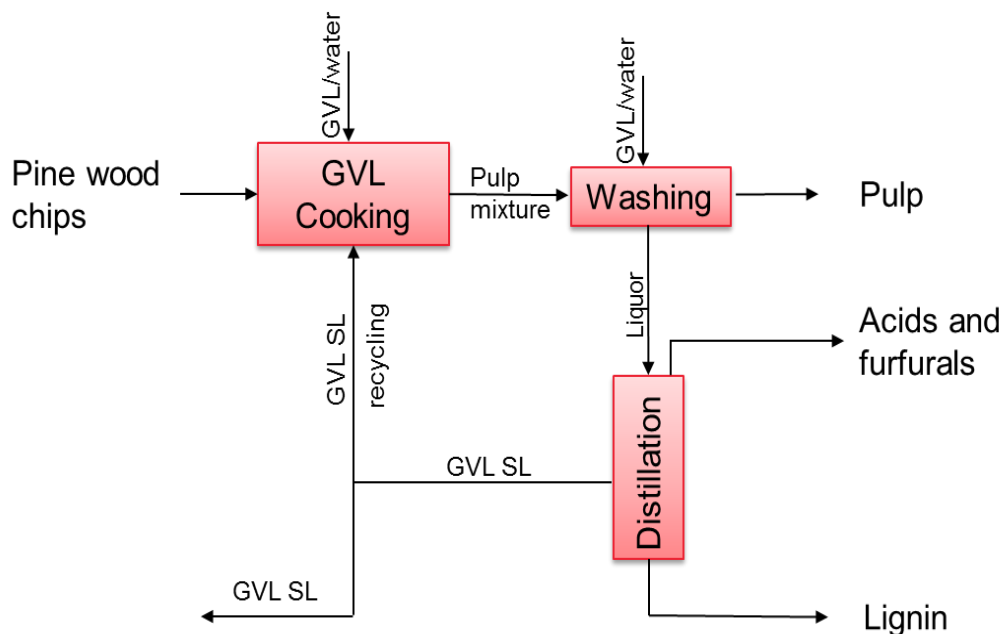 GVL/water
GVL/water
Pine wood
chips
GVL
Cooking
Pulp
mixture
Washing
Pulp
GVL SL
recycling
Liquor
Acids and
furfurals
GVL SL
Distillation
GVL SL
Lignin